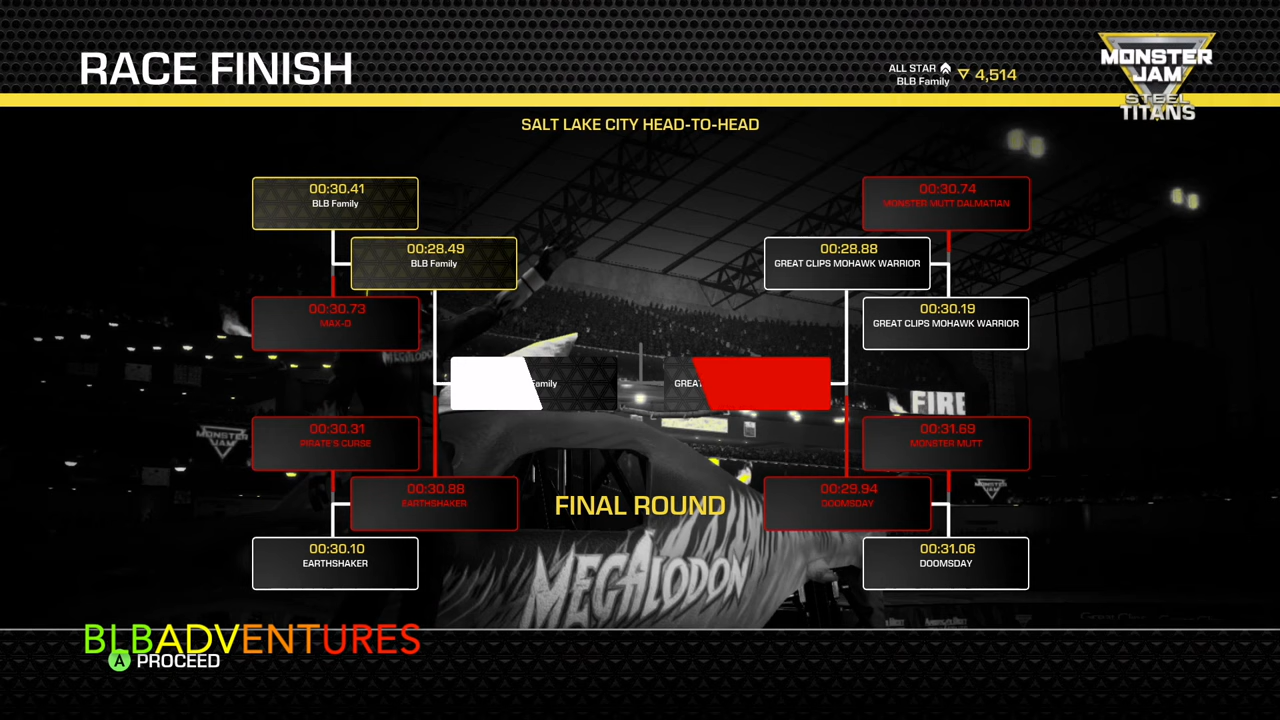 RACE FINISH
ALL STAR
BLB Family
4,514
MONSTER
JAM
STEEL
TITANS
SALT LAKE CITY HEAD-TO-HEAD
00:30.41
BLB Family
00:30.74
MONSTER MUTT DALMATIAN
00:28.49
BLB Family
00:28.88
GREAT CLIPS MOHAWK WARRIOR
00:30.73
MAX-D
00:30.19
GREAT CLIPS MOHAWK WARRIOR
Family
GREAT
FIRE
00:30.31
PIRATE'S CURSE
00:31.89
MONSTER MUTT
MONSTER
JAM
00:30.88
EARTHSHAKER
FINAL ROUND
00:29.94
DOOMSDAY
00:30.10
EARTHSHAKER
MEGALODON
00:31.06
DOOMSDAY
BLBADVENTURES
A PROCEED